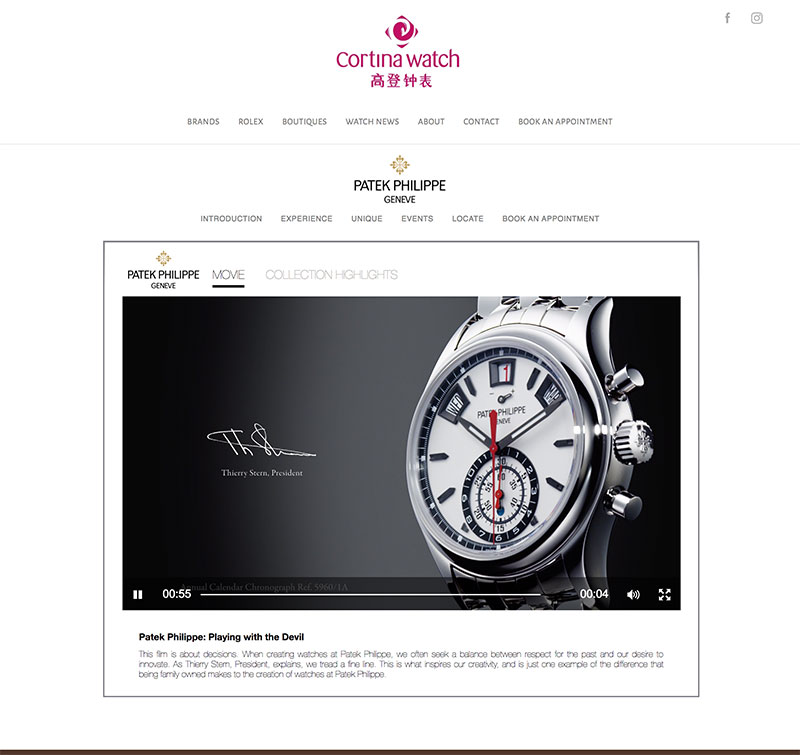 f
cortina watch
高登钟表
BRANDS ROLEX BOUTIQUES WATCH NEWS ABOUT CONTACT BOOK AN APPOINTMENT
PATEK PHILIPPE
GENEVE
INTRODUCTION EXPERIENCE UNIQUE EVENTS LOCATE BOOK AN APPOINTMENT
PATEK PHILIPPE
GENEVE
MOVIE COLLECTION HIGHLIGHTS
1
WED
PATEK PHILIPPE
GENEVE
Thierry Stern, President
60
30
15
Annual Calendar Chronograph Ref. 5960/1A
00:55 00:04
Patek Philippe: Playing with the Devil
This film is about decisions. When creating watches at Patek Philippe, we often seek a balance between respect for the past and our desire to
innovate. As Thierry Stern, President, explains, we tread a fine line. This is what inspires our creativity, and is just one example of the difference that
being family owned makes to the creation of watches at Patek Philippe.